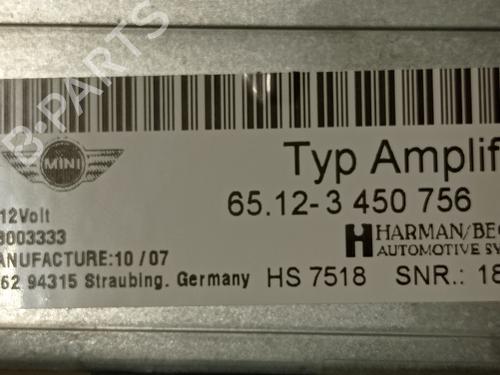 B-PARTS
MINI
Typ Amplif
65.12-3 450 756
12Volt
3003333
HARMAN/BEC
AUTOMOTIVE SY
ANUFACTURE:10 / 07
62 94315 Straubing. Germany HS 7518 SNR.: 18